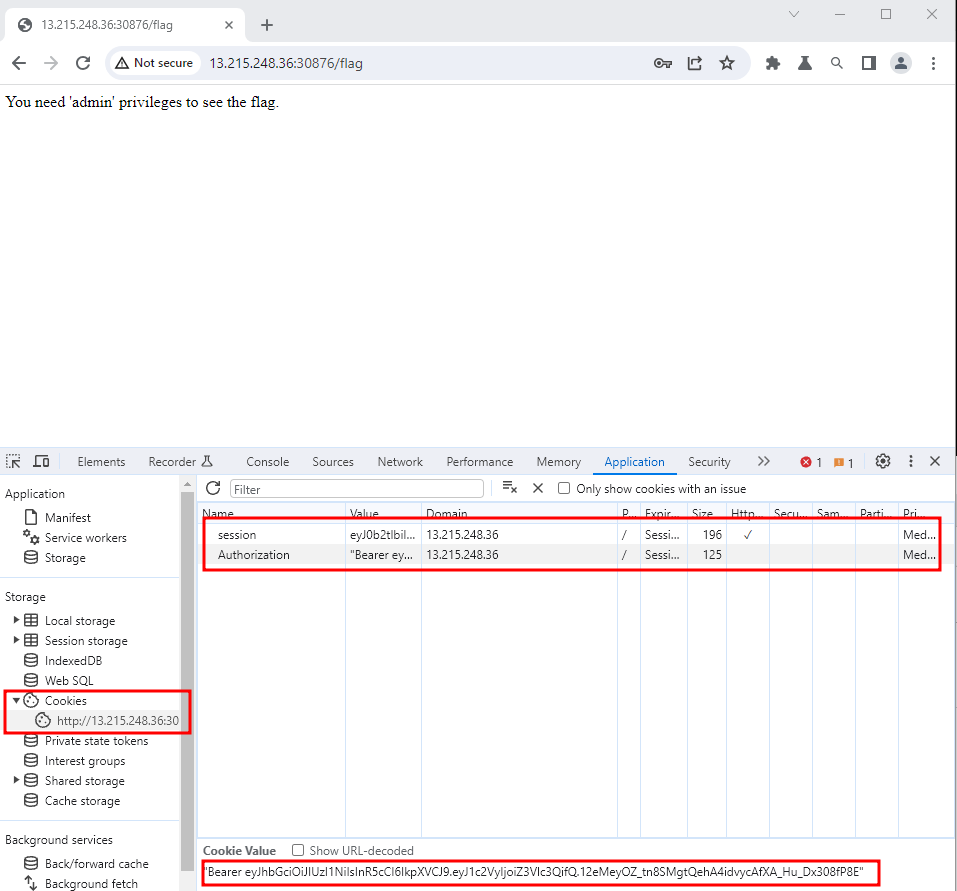 13.215.248.36:30876/flag
Not secure 13.215.248.36:30876/flag
You need 'admin' privileges to see the flag.
Elements Recorder Console Sources Network Performance Memory Application Security 1 1
Application
Manifest
Service workers
Storage
Storage
Local storage
Session storage
IndexedDB
Web SQL
Cookies
http://13.215.248.36:30
Private state tokens
Interest groups
Shared storage
Cache storage
Background services
Back/forward cache
Background fetch
Filter Only show cookies with an issue
Name Value Domain P... Expir... Size Http... Secu... Sam... Parti... Pri...
session eyJ0b2tlbil... 13.215.248.36 / Sessi... 196 ✓ Med...
Authorization "Bearer ey... 13.215.248.36 / Sessi... 125 Med...
Cookie Value Show URL-decoded
"Bearer eyJhbGciOiJIUzI1NiIsInR5cCI6IkpXVCJ9.eyJ1c2VyIjoiZ3Vlc3QifQ.12eMeyOZ_tn8SMgtQehA4idvycAfXA_Hu_Dx308fP8E"